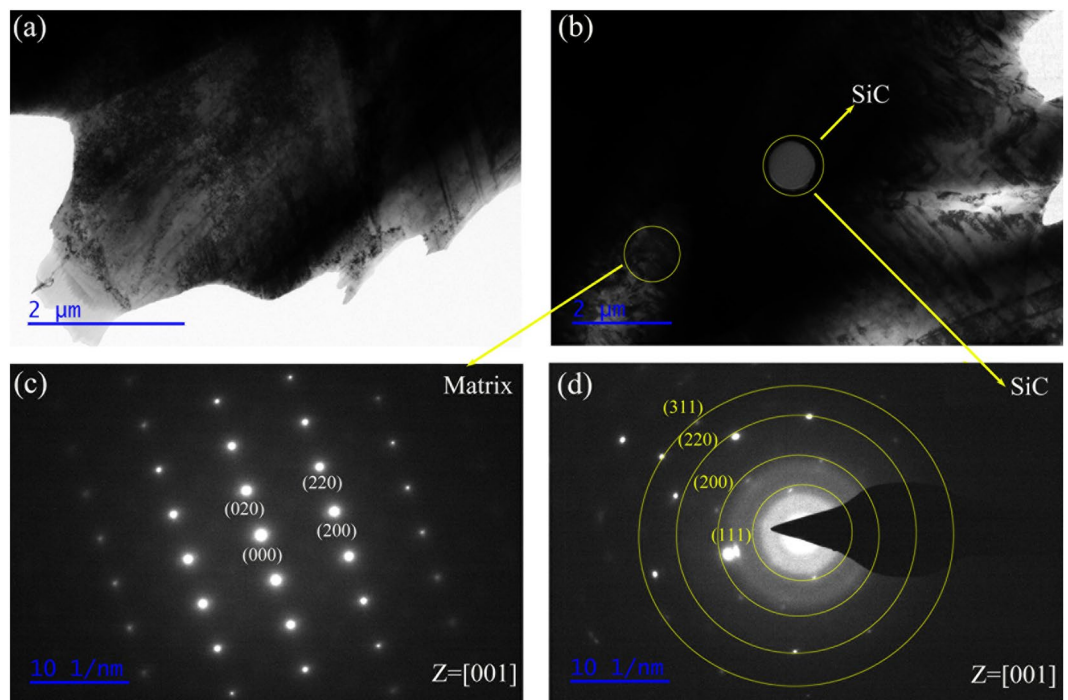 (a)
2 μm
(b)
SiC
2 μm
(c)
Matrix
(220)
(020)
(200)
(000)
10 1/nm
Z=[001]
(d)
SiC
(311)
(220)
(200)
(111)
10 1/nm
Z=[001]